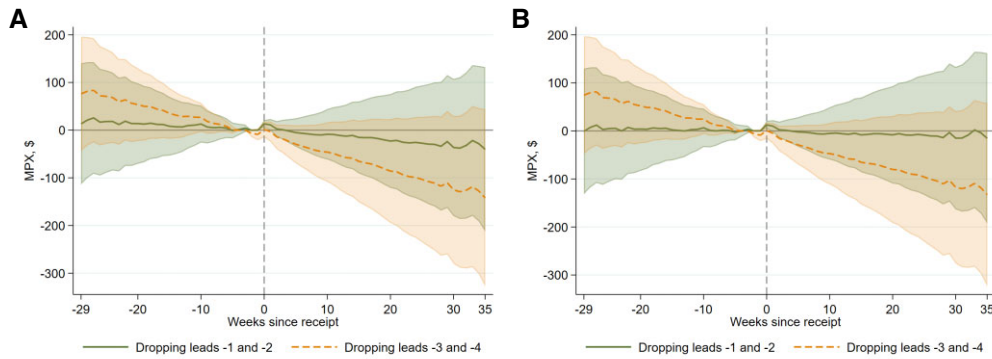 A
200
100
0
-100
-200
-300
MPX, $
-29
-20
-10
0
10
20
30
35
Weeks since receipt
Dropping leads -1 and -2
Dropping leads -3 and -4
B
200
100
0
-100
-200
-300
MPX, $
-29
-20
-10
0
10
20
30
35
Weeks since receipt
Dropping leads -1 and -2
Dropping leads -3 and -4